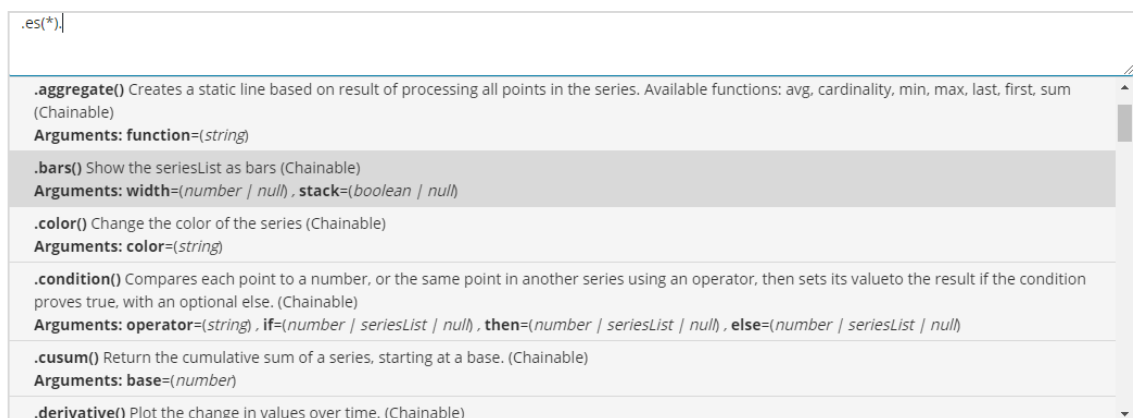 .es(*).
.aggregate() Creates a static line based on result of processing all points in the series. Available functions: avg, cardinality, min, max, last, first, sum
(Chainable)
Arguments: function=(string)
.bars() Show the seriesList as bars (Chainable)
Arguments: width=(number | null) , stack=(boolean | null)
.color() Change the color of the series (Chainable)
Arguments: color=(string)
.condition() Compares each point to a number, or the same point in another series using an operator, then sets its valueto the result if the condition
proves true, with an optional else. (Chainable)
Arguments: operator=(string) , if=(number | seriesList | null) , then=(number | seriesList | null) , else=(number | seriesList | null)
.cusum() Return the cumulative sum of a series, starting at a base. (Chainable)
Arguments: base=(number)
.derivative() Plot the change in values over time. (Chainable)